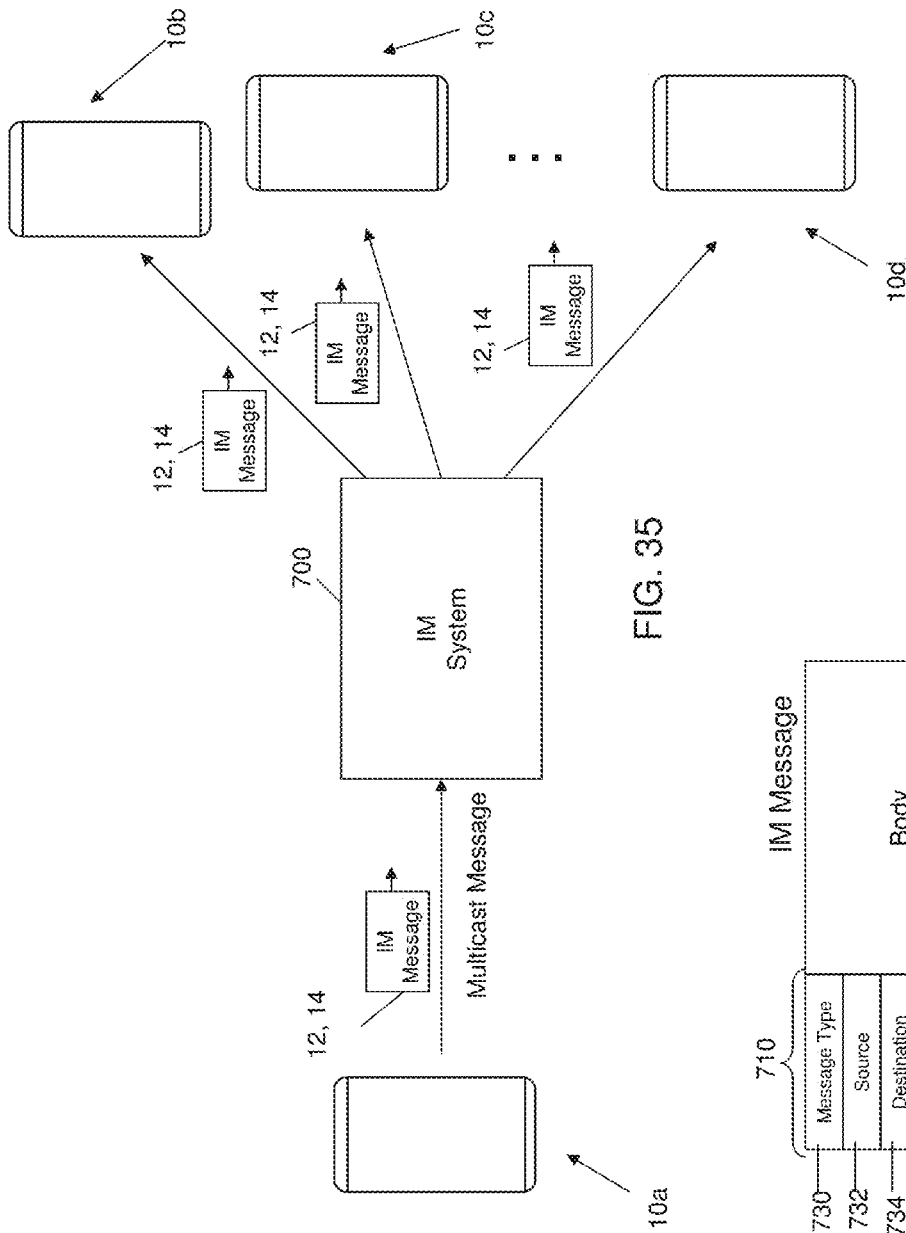 10b
10c
12, 14
IM
Message
12, 14
IM
Message
12, 14
IM
Message
10d
700
IM
System
FIG. 35
12, 14
IM
Message
Multicast Message
10a
IM Message
710
730
Message Type
732
Source
734
Destination
Body